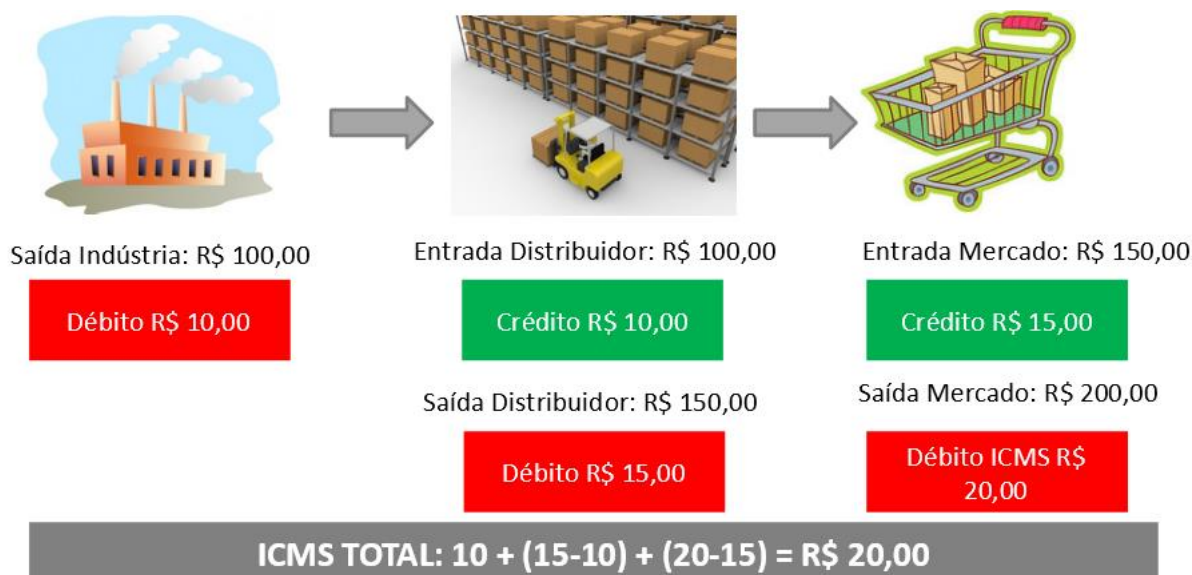 Saída Indústria: R$ 100,00
Débito R$ 10,00
Entrada Distribuidor: R$ 100,00
Crédito R$ 10,00
Saída Distribuidor: R$ 150,00
Débito R$ 15,00
Entrada Mercado: R$ 150,00
Crédito R$ 15,00
Saída Mercado: R$ 200,00
Débito ICMS R$
20,00
ICMS TOTAL: 10 + (15-10) + (20-15) = R$ 20,00